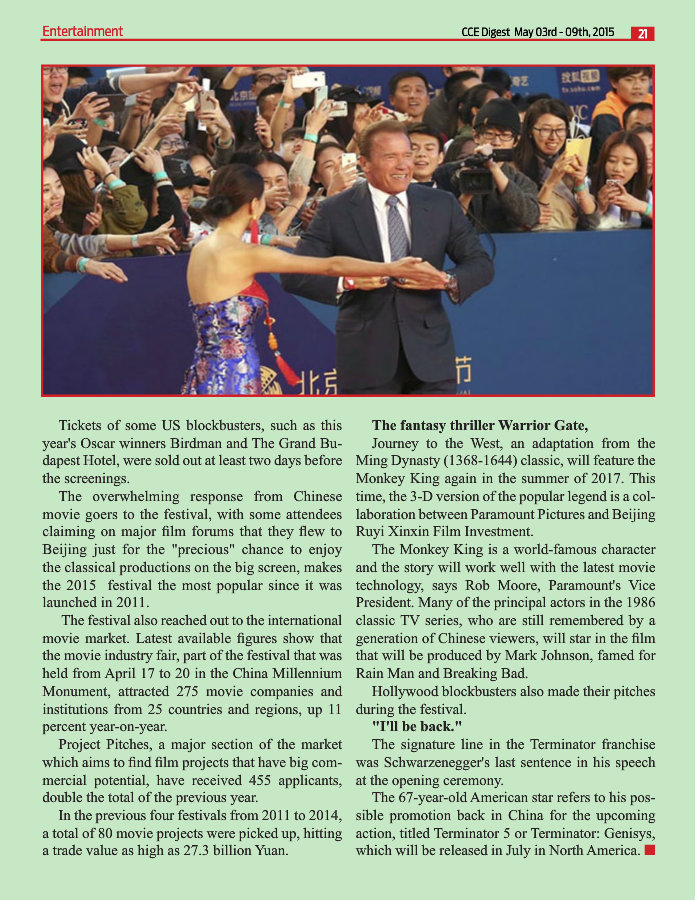 Entertainment
CCE Digest May 03rd - 09th, 2015
21
搜狐视频
tv.sohu.com
北京
节
Tickets of some US blockbusters, such as this
year's Oscar winners Birdman and The Grand Bu-
dapest Hotel, were sold out at least two days before
the screenings.
The overwhelming response from Chinese
movie goers to the festival, with some attendees
claiming on major film forums that they flew to
Beijing just for the "precious" chance to enjoy
the classical productions on the big screen, makes
the 2015 festival the most popular since it was
launched in 2011.
The festival also reached out to the international
movie market. Latest available figures show that
the movie industry fair, part of the festival that was
held from April 17 to 20 in the China Millennium
Monument, attracted 275 movie companies and
institutions from 25 countries and regions, up 11
percent year-on-year.
Project Pitches, a major section of the market
which aims to find film projects that have big com-
mercial potential, have received 455 applicants,
double the total of the previous year.
In the previous four festivals from 2011 to 2014,
a total of 80 movie projects were picked up, hitting
a trade value as high as 27.3 billion Yuan.
The fantasy thriller Warrior Gate,
Journey to the West, an adaptation from the
Ming Dynasty (1368-1644) classic, will feature the
Monkey King again in the summer of 2017. This
time, the 3-D version of the popular legend is a col-
laboration between Paramount Pictures and Beijing
Ruyi Xinxin Film Investment.
The Monkey King is a world-famous character
and the story will work well with the latest movie
technology, says Rob Moore, Paramount's Vice
President. Many of the principal actors in the 1986
classic TV series, who are still remembered by a
generation of Chinese viewers, will star in the film
that will be produced by Mark Johnson, famed for
Rain Man and Breaking Bad.
Hollywood blockbusters also made their pitches
during the festival.
"I'll be back."
The signature line in the Terminator franchise
was Schwarzenegger's last sentence in his speech
at the opening ceremony.
The 67-year-old American star refers to his pos-
sible promotion back in China for the upcoming
action, titled Terminator 5 or Terminator: Genisys,
which will be released in July in North America.